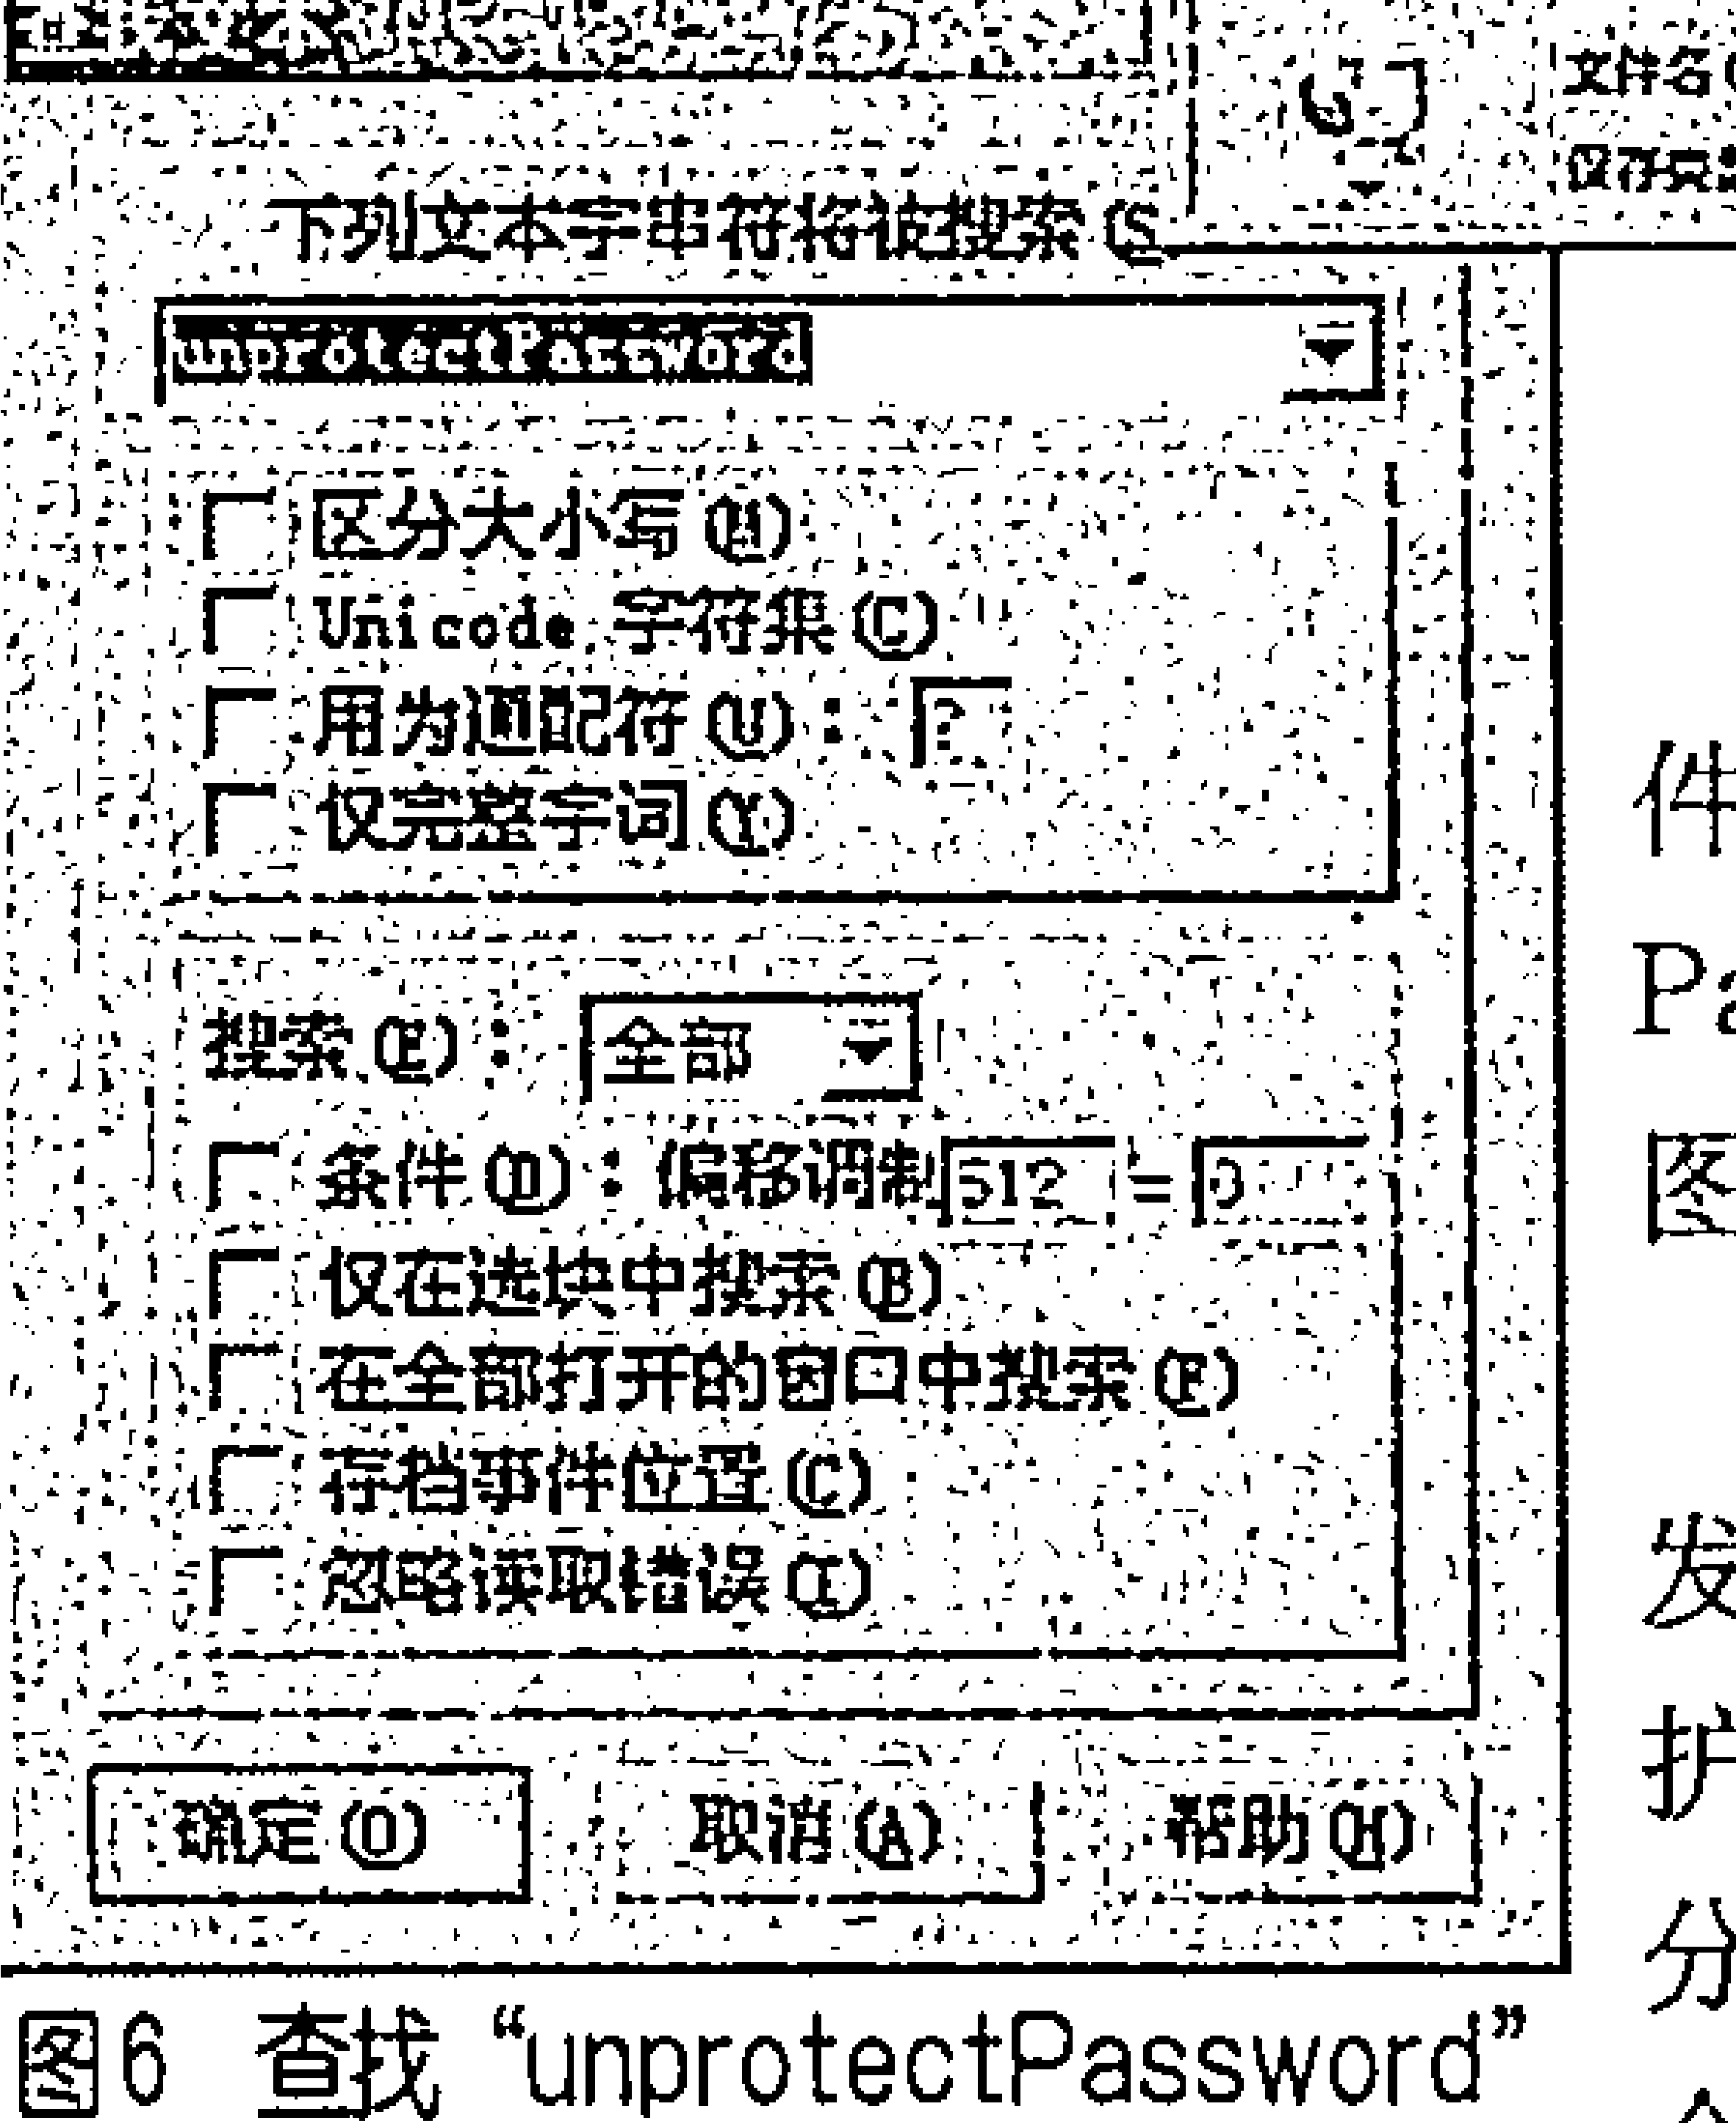 下列文本字串符将被搜索(S
unprotectPassword
区分大小写(M)
Unicode 字符集(C)
用为通配符(U)： ?
仅完整字词(Y)
搜索(E)： 全部
条件(D)：(偏移调制 512 = 0
仅在选块中搜索(B)
在全部打开的窗口中搜索(F)
存档事件位置(C)
忽略读取错误(I)
确定(O) 取消(A) 帮助(H)
图6 查找“unprotectPassword”
文件名(
件
Pa
图
发
护
分